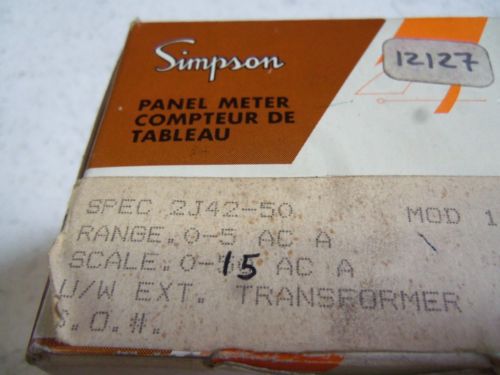 Simpson
12127
PANEL METER
COMPTEUR DE
TABLEAU
SPEC 2J42-50 MOD 1
RANGE.0-5 AC A
SCALE.0-15 AC A
U/W EXT. TRANSFORMER
S.O.#.